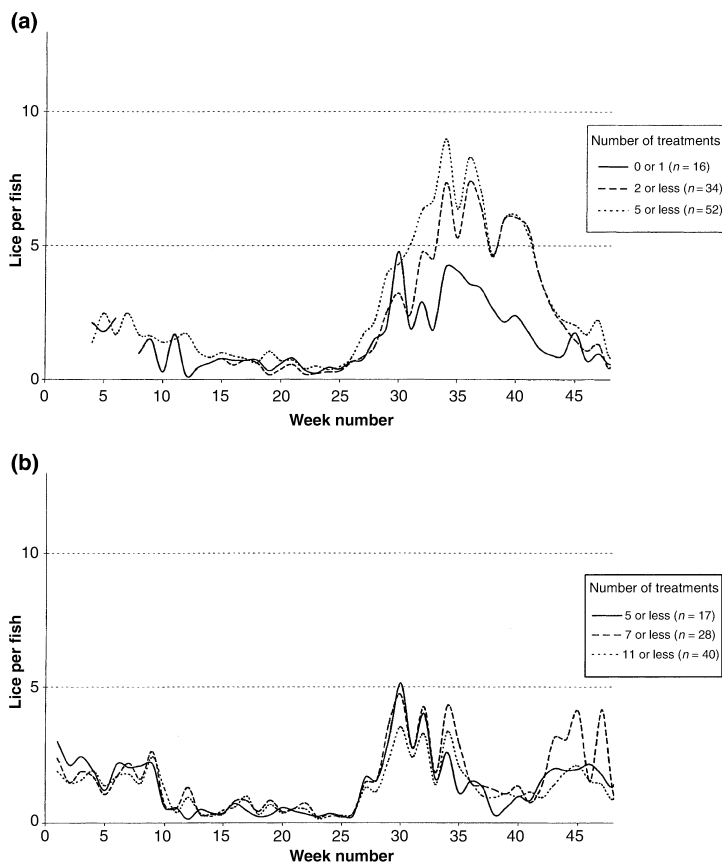 (a)
10
5
0
Lice per fish
0 5 10 15 20 25 30 35 40 45
Week number
Number of treatments
0 or 1 (n = 16)
2 or less (n = 34)
5 or less (n = 52)
(b)
10
5
0
Lice per fish
0 5 10 15 20 25 30 35 40 45
Week number
Number of treatments
5 or less (n = 17)
7 or less (n = 28)
11 or less (n = 40)